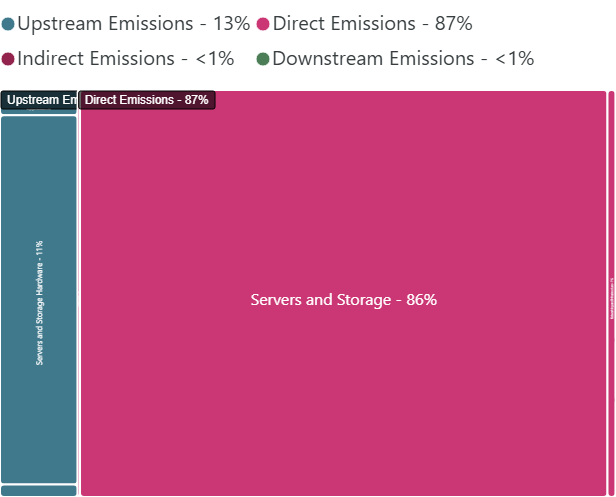 Upstream Emissions - 13% Direct Emissions - 87%
Indirect Emissions - <1% Downstream Emissions - <1%
Upstream Em Direct Emissions - 87%
Servers and Storage Hardware - 11%
Servers and Storage - 86%